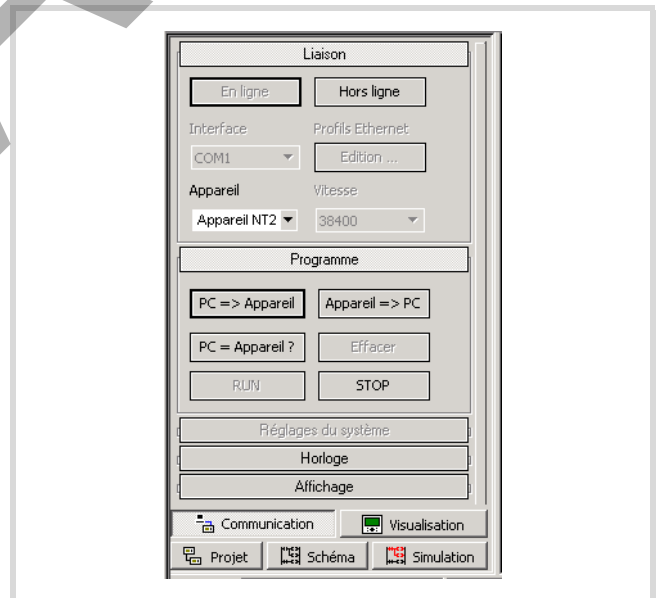 Liaison
En ligne Hors ligne
Interface Profils Ethernet
COM1 Edition ...
Appareil Vitesse
Appareil NT2 38400
Programme
PC => Appareil Appareil => PC
PC = Appareil ? Effacer
RUN STOP
Réglages du système
Horloge
Affichage
Communication Visualisation
Projet Schéma Simulation